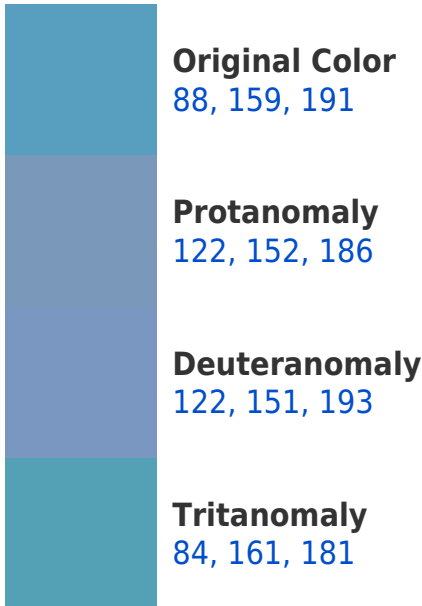 Original Color
88, 159, 191
Protanomaly
122, 152, 186
Deuteranomaly
122, 151, 193
Tritanomaly
84, 161, 181